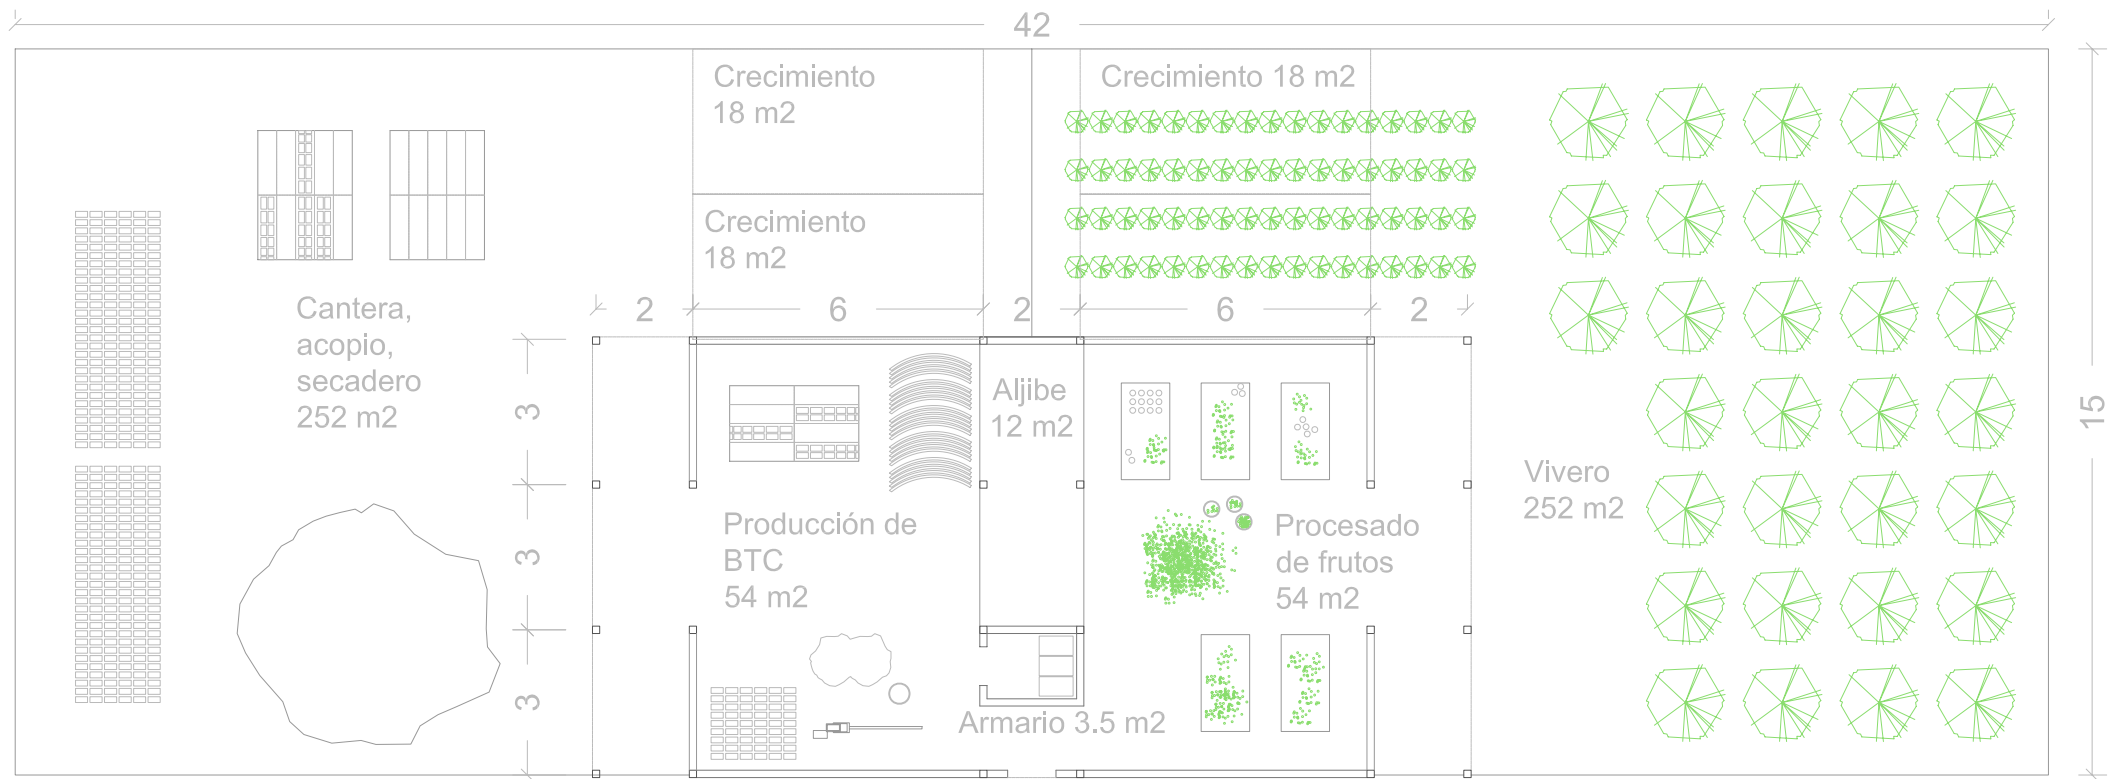 42
Crecimiento
18 m2
Crecimiento 18 m2
Crecimiento
18 m2
Cantera,
acopio,
secadero
252 m2
2
6
2
6
2
3
3
3
15
Aljibe
12 m2
Producción de
BTC
54 m2
Procesado
de frutos
54 m2
Vivero
252 m2
Armario 3.5 m2